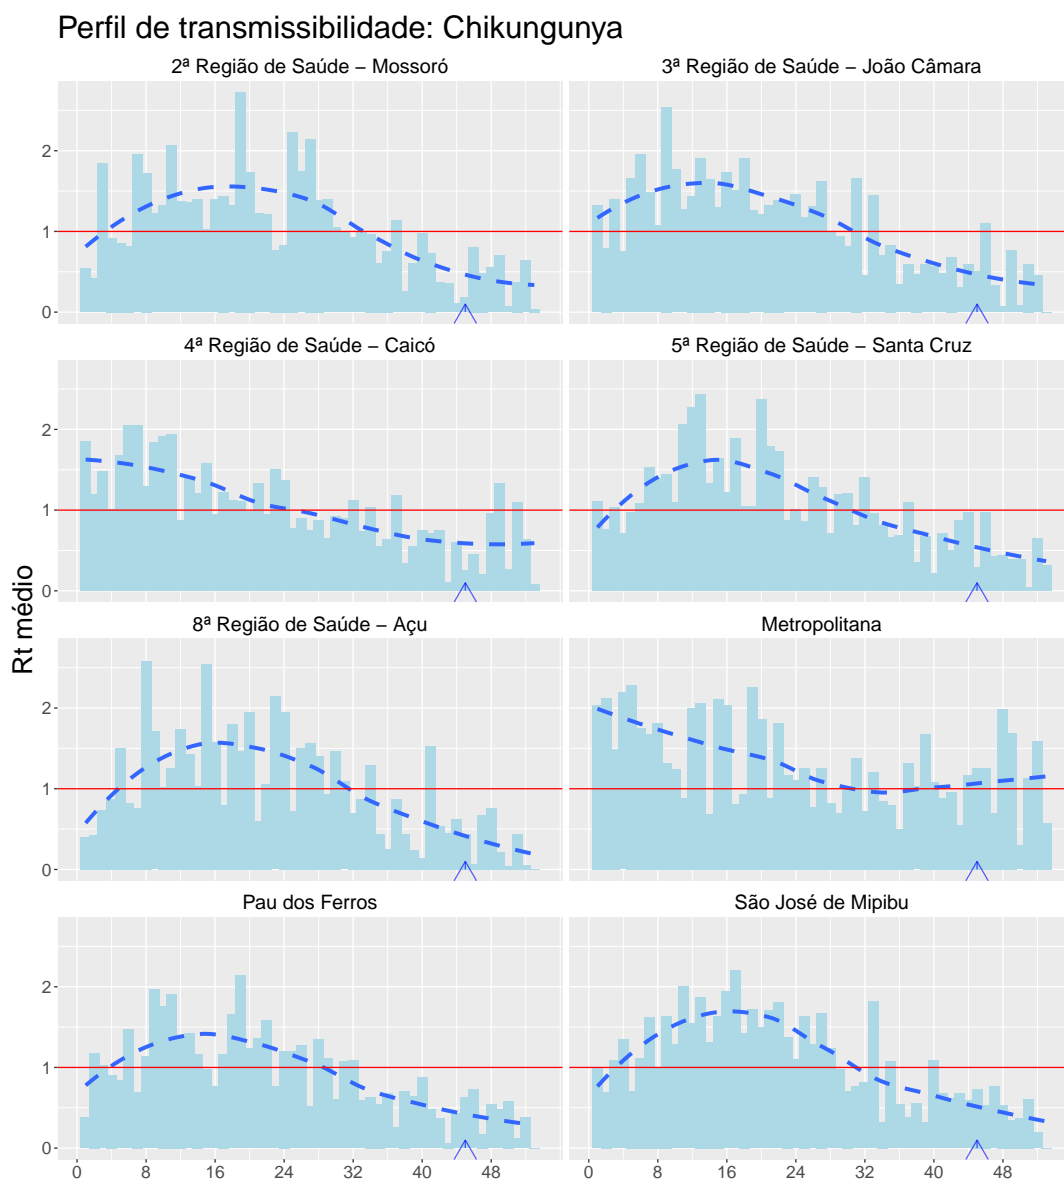 Perfil de transmissibilidade: Chikungunya
2ª Região de Saúde – Mossoró
3ª Região de Saúde – João Câmara
2
1
0
4ª Região de Saúde – Caicó
5ª Região de Saúde – Santa Cruz
2
1
0
Rt médio
8ª Região de Saúde – Açu
Metropolitana
2
1
0
Pau dos Ferros
São José de Mipibu
2
1
0
0 8 16 24 32 40 48
0 8 16 24 32 40 48